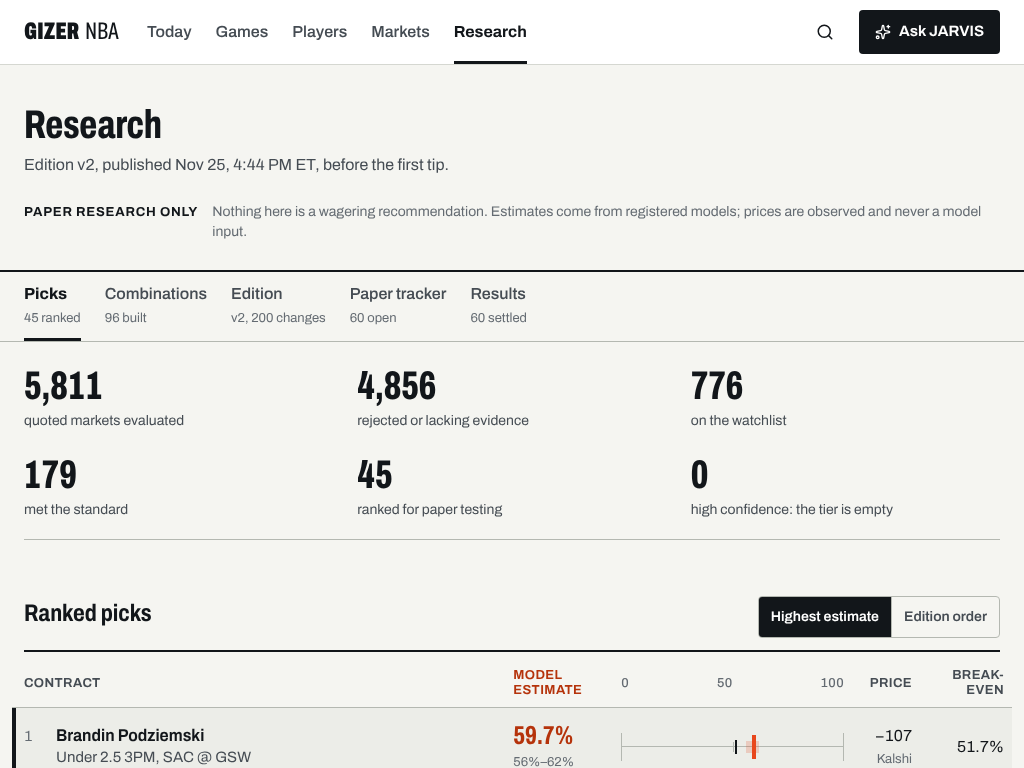 GIZER NBA Today Games Players Markets Research Ask JARVIS
Research
Edition v2, published Nov 25, 4:44 PM ET, before the first tip.
PAPER RESEARCH ONLY Nothing here is a wagering recommendation. Estimates come from registered models; prices are observed and never a model
input.
Picks Combinations Edition Paper tracker Results
45 ranked 96 built v2, 200 changes 60 open 60 settled
5,811 4,856 776
quoted markets evaluated rejected or lacking evidence on the watchlist
179 45 0
met the standard ranked for paper testing high confidence: the tier is empty
Ranked picks Highest estimate Edition order
CONTRACT MODEL ESTIMATE 0 50 100 PRICE BREAK-EVEN
1 Brandin Podziemski 59.7% −107 51.7%
Under 2.5 3PM, SAC @ GSW 56%–62% Kalshi